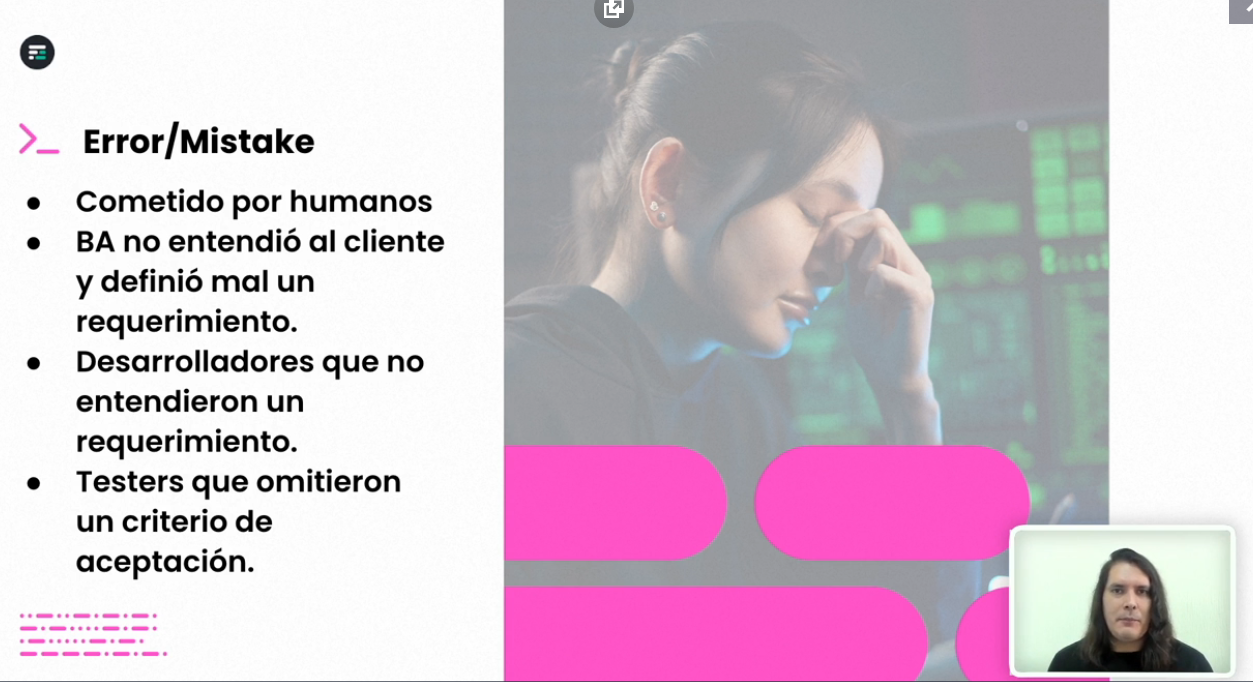 Error/Mistake
● Cometido por humanos
● BA no entendió al cliente
y definió mal un
requerimiento.
● Desarrolladores que no
entendieron un
requerimiento.
● Testers que omitieron
un criterio de
aceptación.